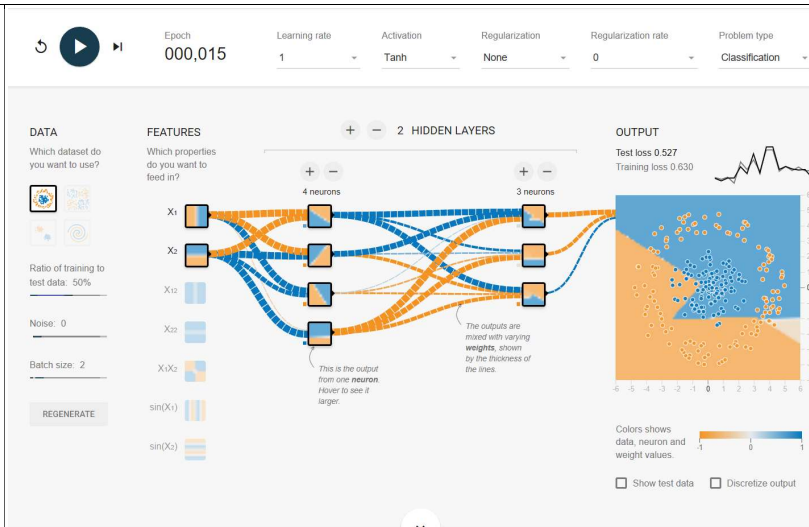 Epoch
000,015
Learning rate
1
Activation
Tanh
Regularization
None
Regularization rate
0
Problem type
Classification
DATA
Which dataset do
you want to use?
Ratio of training to
test data: 50%
Noise: 0
Batch size: 2
REGENERATE
FEATURES
Which properties
do you want to
feed in?
X1
X2
X12
X22
X1X2
sin(X1)
sin(X2)
+ − 2 HIDDEN LAYERS
+ −
4 neurons
+ −
3 neurons
This is the output
from one neuron.
Hover to see it
larger.
The outputs are
mixed with varying
weights, shown
by the thickness of
the lines.
OUTPUT
Test loss 0.527
Training loss 0.630
-6 -5 -4 -3 -2 -1 0 1 2 3 4 5 6
Colors shows
data, neuron and
weight values.
-1 0 1
Show test data
Discretize output